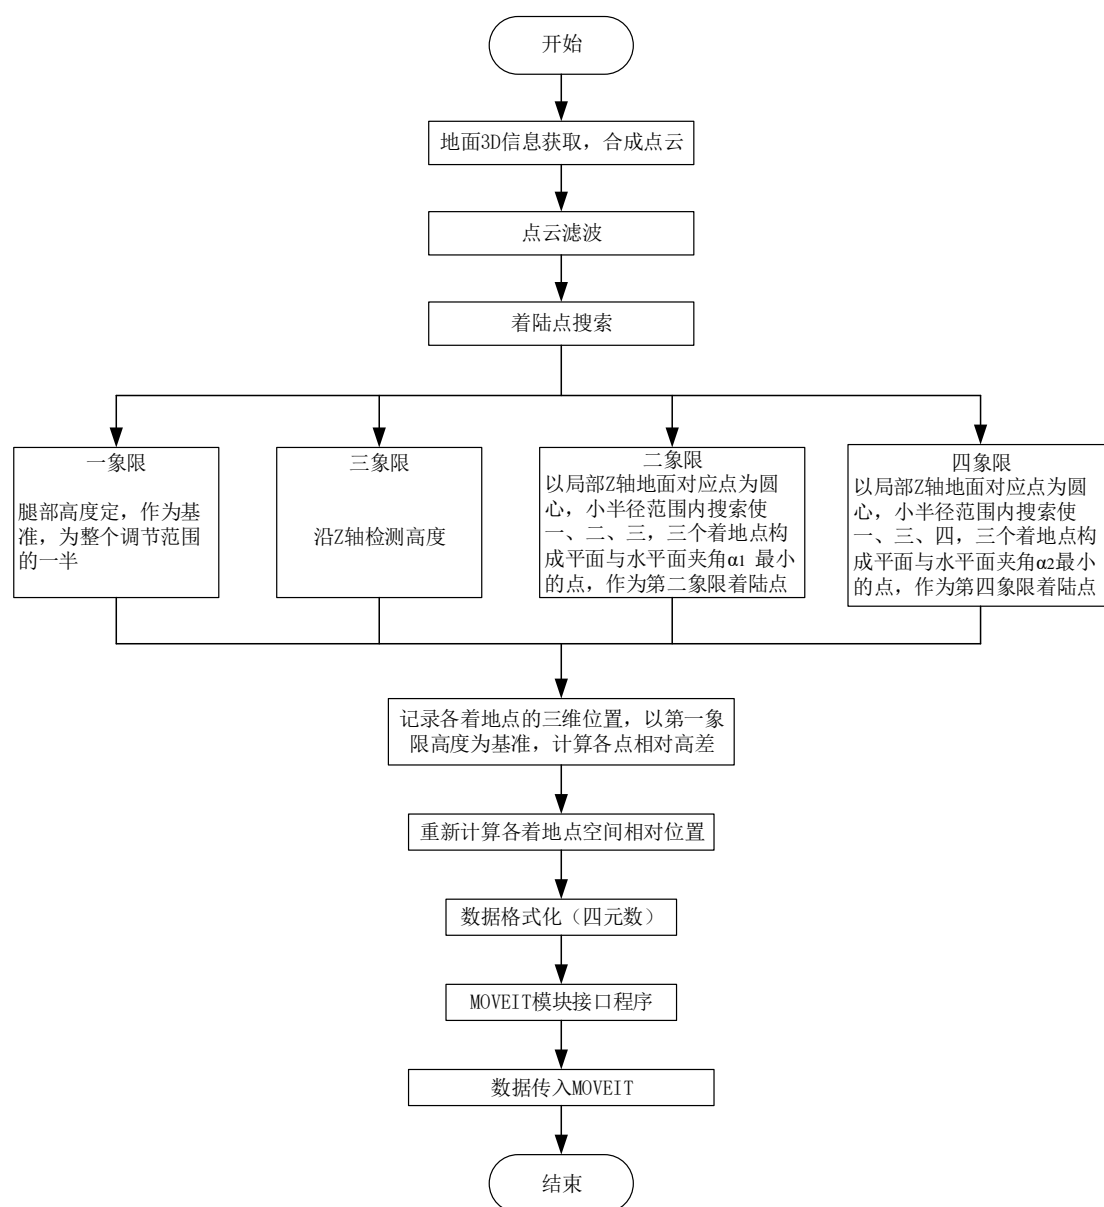 开始
地面3D信息获取，合成点云
点云滤波
着陆点搜索
一象限
腿部高度定，作为基
准，为整个调节范围
的一半
三象限
沿Z轴检测高度
二象限
以局部Z轴地面对应点为圆
心，小半径范围内搜索使
一、二、三，三个着地点构
成平面与水平面夹角α1 最小
的点，作为第二象限着陆点
四象限
以局部Z轴地面对应点为圆
心，小半径范围内搜索使
一、三、四，三个着地点构
成平面与水平面夹角α2最小
的点，作为第四象限着陆点
记录各着地点的三维位置，以第一象
限高度为基准，计算各点相对高差
重新计算各着地点空间相对位置
数据格式化（四元数）
MOVEIT模块接口程序
数据传入MOVEIT
结束